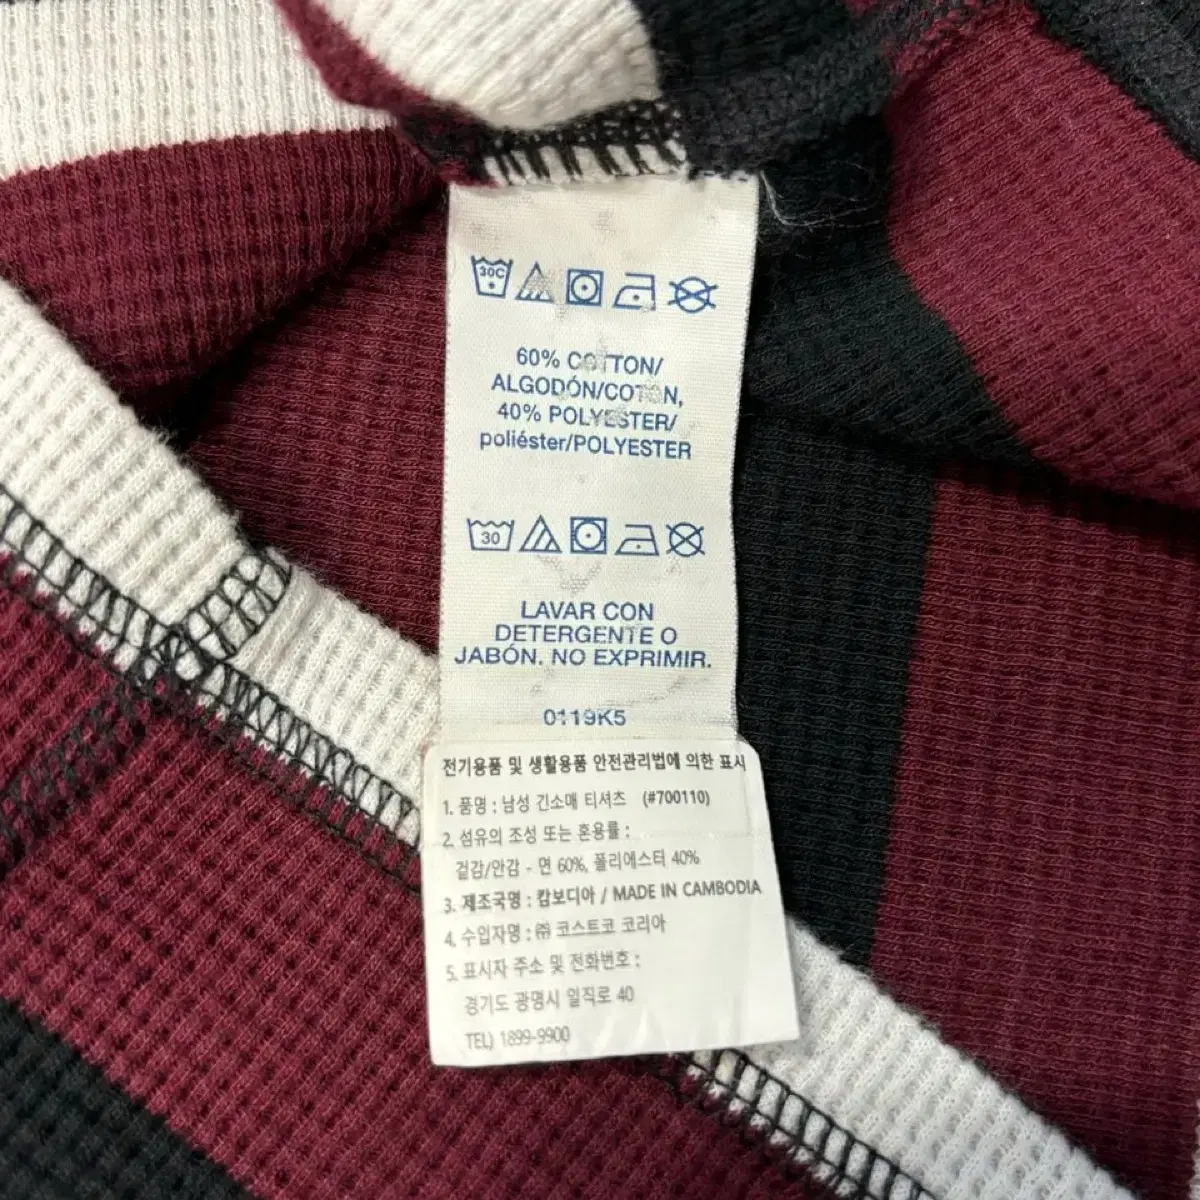 30C
60% COTTON/
ALGODÓN/COTON,
40% POLYESTER/
poliéster/POLYESTER
30
LAVAR CON
DETERGENTE O
JABÓN. NO EXPRIMIR.
0119K5
전기용품 및 생활용품 안전관리법에 의한 표시
1. 품명 : 남성 긴소매 티셔츠 (#700110)
2. 섬유의 조성 또는 혼용률 :
겉감/안감 - 면 60%, 폴리에스터 40%
3. 제조국명 : 캄보디아 / MADE IN CAMBODIA
4. 수입자명 : ㈜ 코스트코 코리아
5. 표시자 주소 및 전화번호 :
경기도 광명시 일직로 40
TEL) 1899-9900